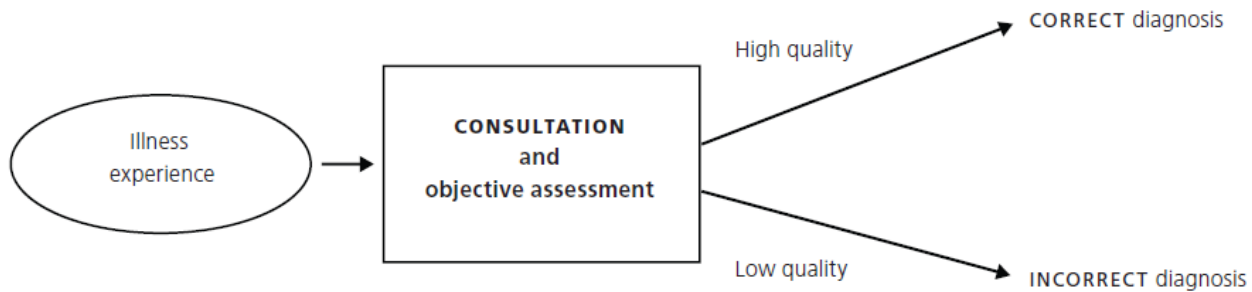 Illness
experience
CONSULTATION
and
objective assessment
High quality
CORRECT diagnosis
Low quality
INCORRECT diagnosis